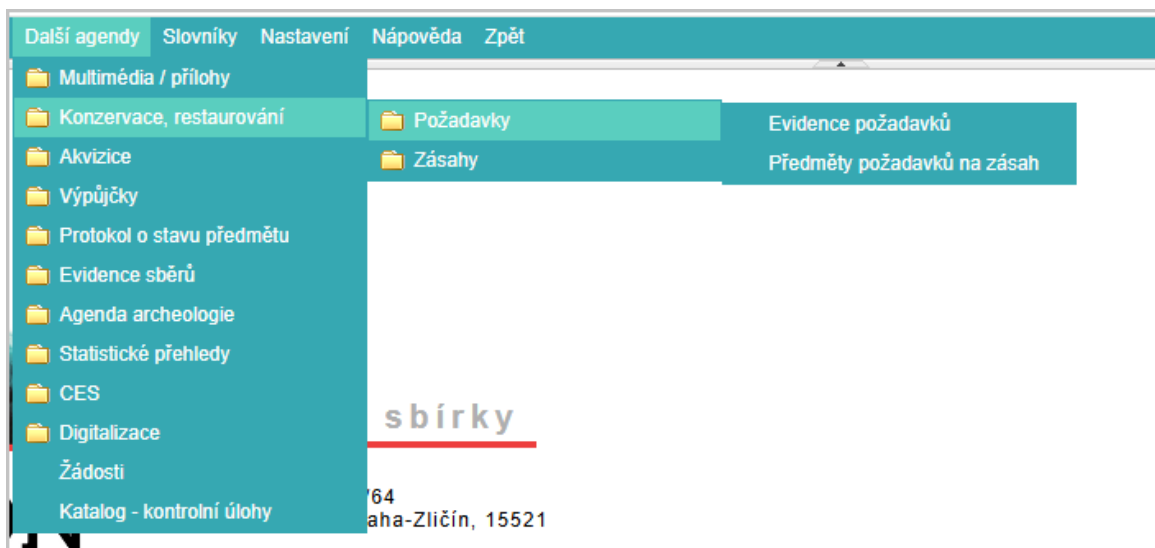 Další agendy Slovníky Nastavení Nápověda Zpět
Multimédia / přílohy
Konzervace, restaurování
Akvizice
Výpůjčky
Protokol o stavu předmětu
Evidence sběrů
Agenda archeologie
Statistické přehledy
CES
Digitalizace
Žádosti
Katalog - kontrolní úlohy
Požadavky
Zásahy
Evidence požadavků
Předměty požadavků na zásah
sbírky
/64
aha-Zličín, 15521